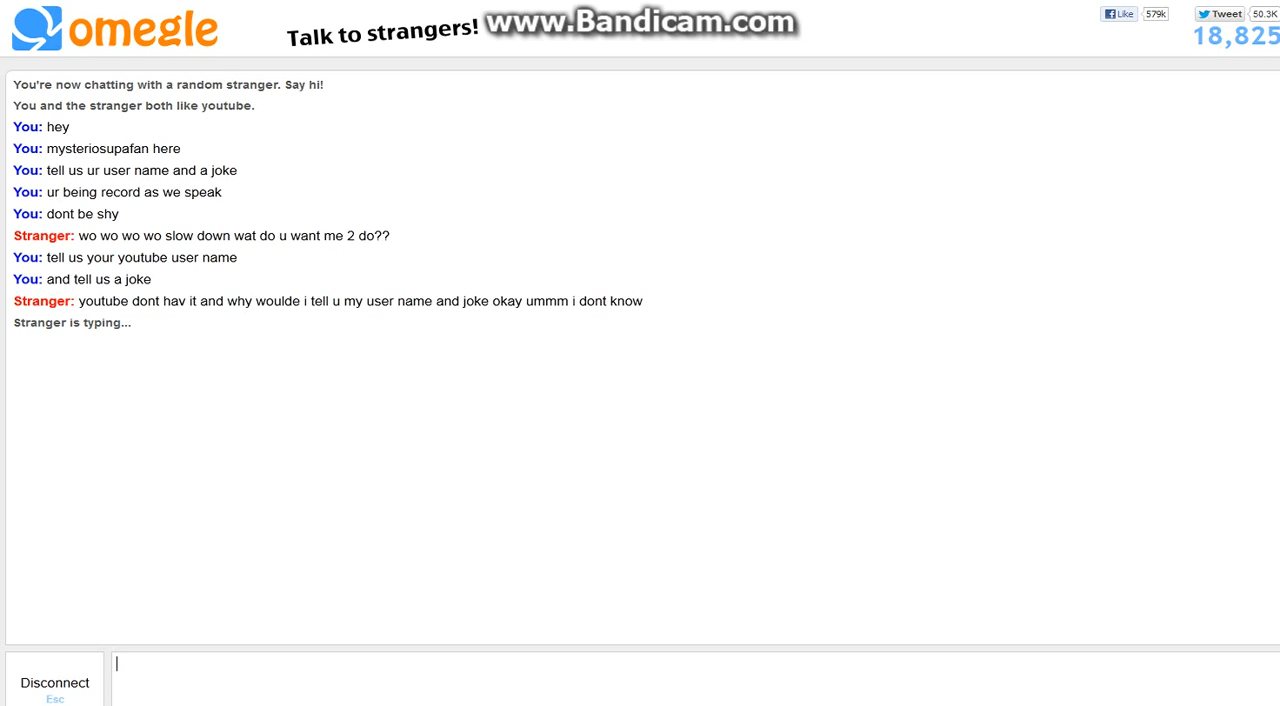 omegle
Talk to strangers!
www.Bandicam.com
Like 579k
Tweet 50.3K
18,825
You're now chatting with a random stranger. Say hi!
You and the stranger both like youtube.
You: hey
You: mysteriosupafan here
You: tell us ur user name and a joke
You: ur being record as we speak
You: dont be shy
Stranger: wo wo wo wo slow down wat do u want me 2 do??
You: tell us your youtube user name
You: and tell us a joke
Stranger: youtube dont hav it and why woulde i tell u my user name and joke okay ummm i dont know
Stranger is typing...
Disconnect
Esc